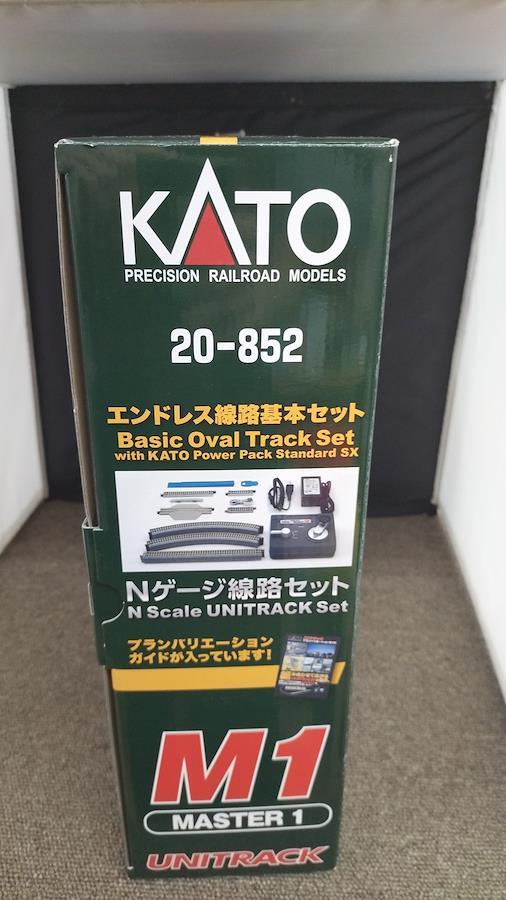 KATO
PRECISION RAILROAD MODELS
20-852
エンドレス線路基本セット
Basic Oval Track Set
with KATO Power Pack Standard SX
Nゲージ線路セット
N Scale UNITRACK Set
プランバリエーション
ガイドが入っています!
M1
MASTER 1
UNITRACK